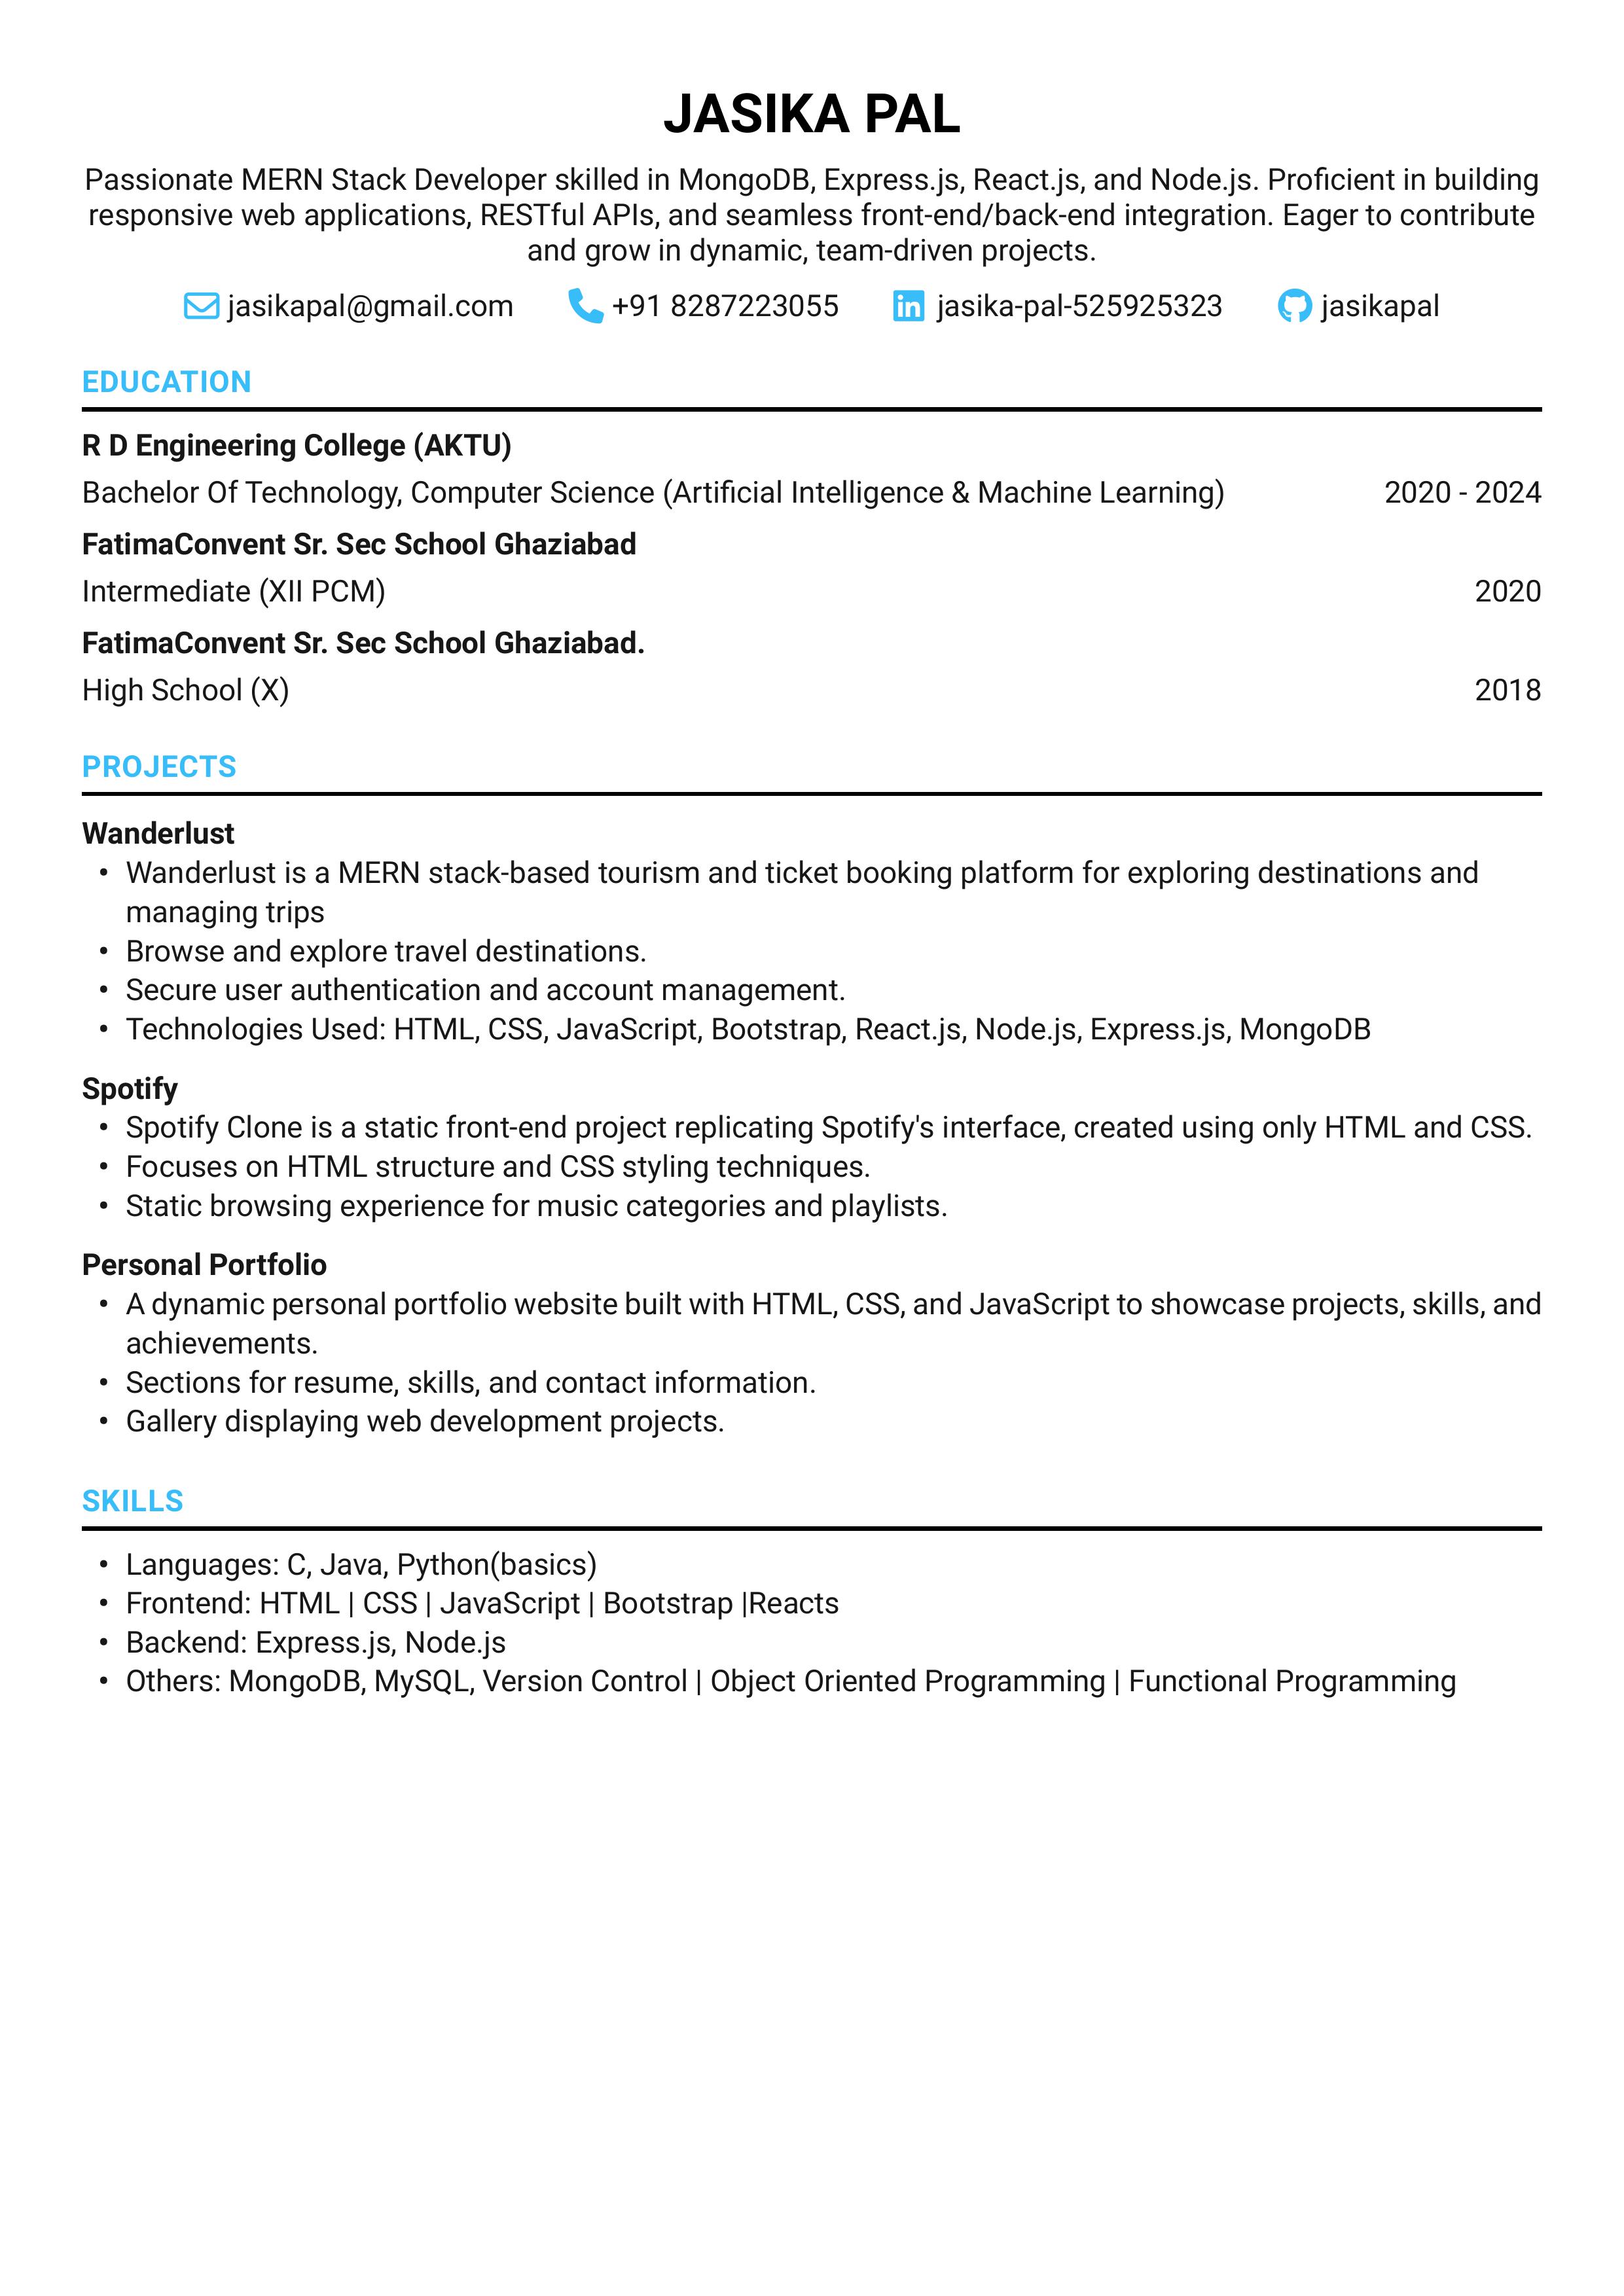 JASIKA PAL
Passionate MERN Stack Developer skilled in MongoDB, Express.js, React.js, and Node.js. Proficient in building
responsive web applications, RESTful APIs, and seamless front-end/back-end integration. Eager to contribute
and grow in dynamic, team-driven projects.
jasikapal@gmail.com +91 8287223055 jasika-pal-525925323 jasikapal
EDUCATION
R D Engineering College (AKTU)
Bachelor Of Technology, Computer Science (Artificial Intelligence & Machine Learning) 2020 - 2024
FatimaConvent Sr. Sec School Ghaziabad
Intermediate (XII PCM) 2020
FatimaConvent Sr. Sec School Ghaziabad.
High School (X) 2018
PROJECTS
Wanderlust
• Wanderlust is a MERN stack-based tourism and ticket booking platform for exploring destinations and
managing trips
• Browse and explore travel destinations.
• Secure user authentication and account management.
• Technologies Used: HTML, CSS, JavaScript, Bootstrap, React.js, Node.js, Express.js, MongoDB
Spotify
• Spotify Clone is a static front-end project replicating Spotify's interface, created using only HTML and CSS.
• Focuses on HTML structure and CSS styling techniques.
• Static browsing experience for music categories and playlists.
Personal Portfolio
• A dynamic personal portfolio website built with HTML, CSS, and JavaScript to showcase projects, skills, and
achievements.
• Sections for resume, skills, and contact information.
• Gallery displaying web development projects.
SKILLS
• Languages: C, Java, Python(basics)
• Frontend: HTML | CSS | JavaScript | Bootstrap |Reacts
• Backend: Express.js, Node.js
• Others: MongoDB, MySQL, Version Control | Object Oriented Programming | Functional Programming